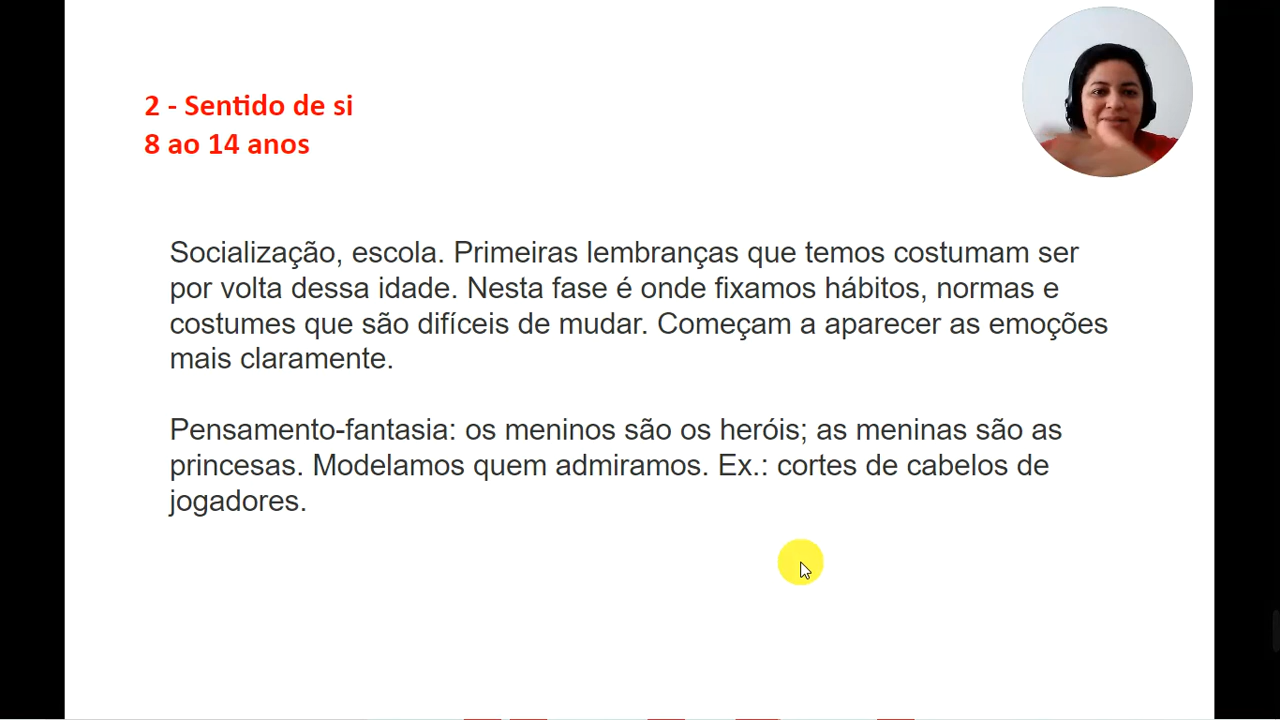 2 - Sentido de si
8 ao 14 anos
Socialização, escola. Primeiras lembranças que temos costumam ser
por volta dessa idade. Nesta fase é onde fixamos hábitos, normas e
costumes que são difíceis de mudar. Começam a aparecer as emoções
mais claramente.
Pensamento-fantasia: os meninos são os heróis; as meninas são as
princesas. Modelamos quem admiramos. Ex.: cortes de cabelos de
jogadores.